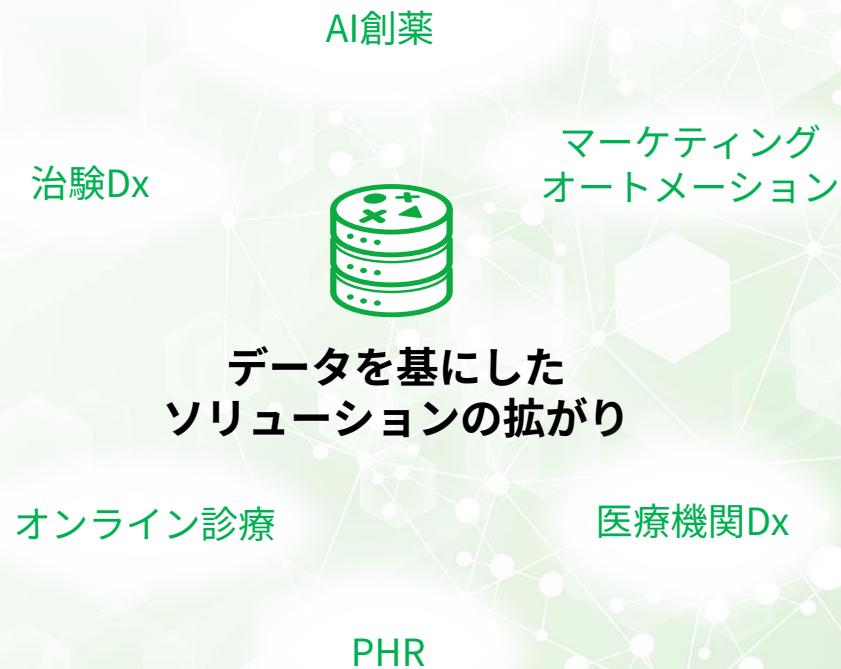 AI創薬
マーケティング
オートメーション
治験Dx
データを基にした
ソリューションの拡がり
オンライン診療
医療機関Dx
PHR